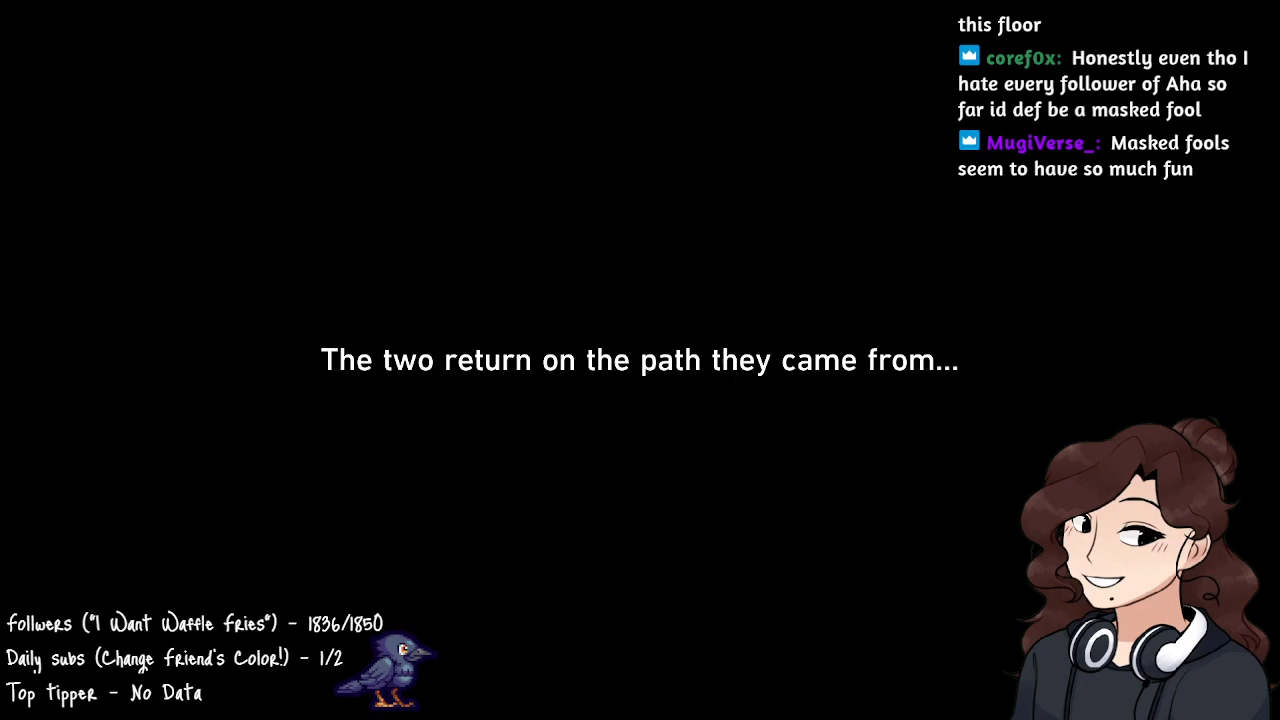 this floor
coref0x: Honestly even tho I
hate every follower of Aha so
far id def be a masked fool
MugiVerse_: Masked fools
seem to have so much fun
The two return on the path they came from...
follwers ("I Want Waffle fries") - 1836/1850
Daily subs (Change friend's Color!) - 1/2
Top tipper - No Data